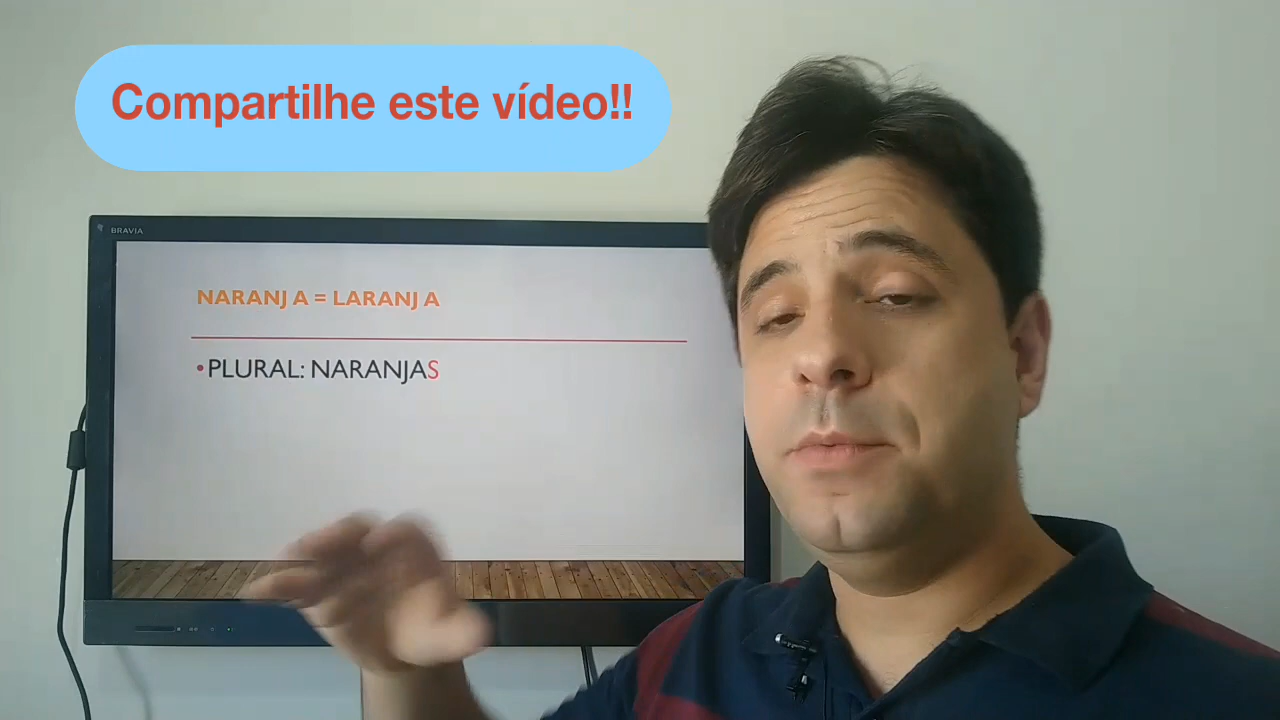 Compartilhe este vídeo!!
BRAVIA
NARANJA = LARANJA
•PLURAL: NARANJAS